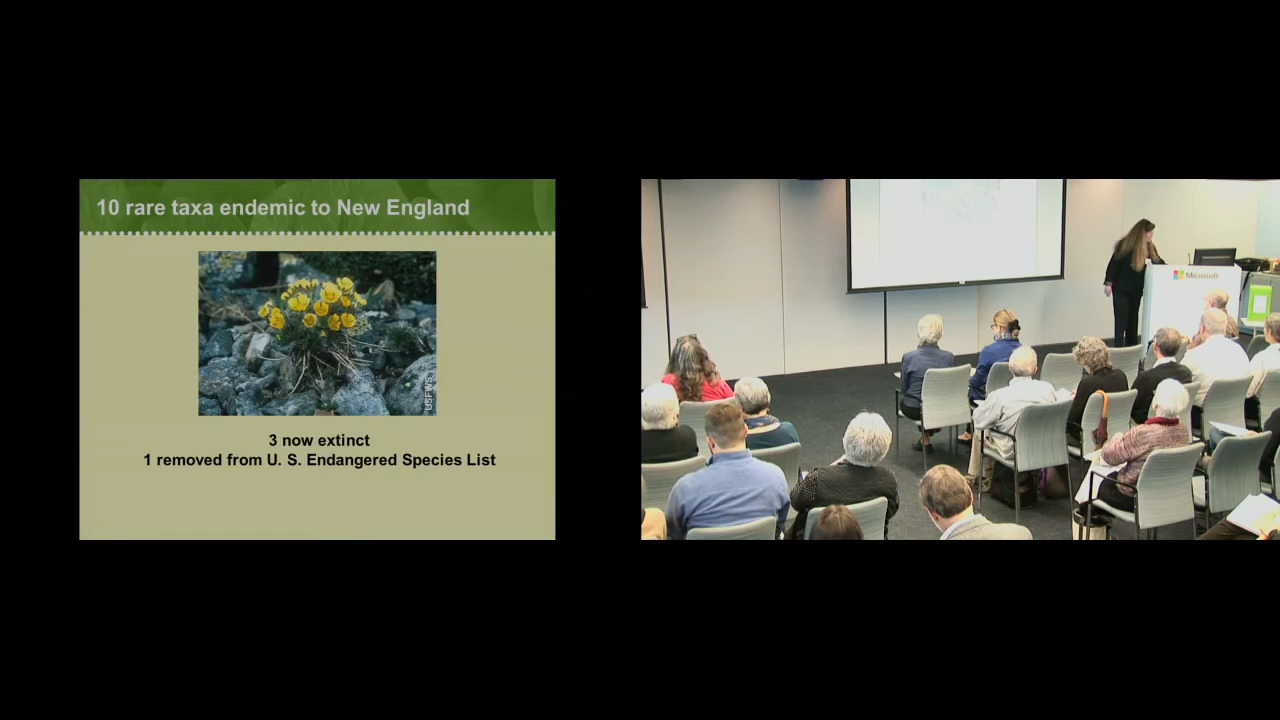 10 rare taxa endemic to New England
USFWS
3 now extinct
1 removed from U. S. Endangered Species List
Microsoft